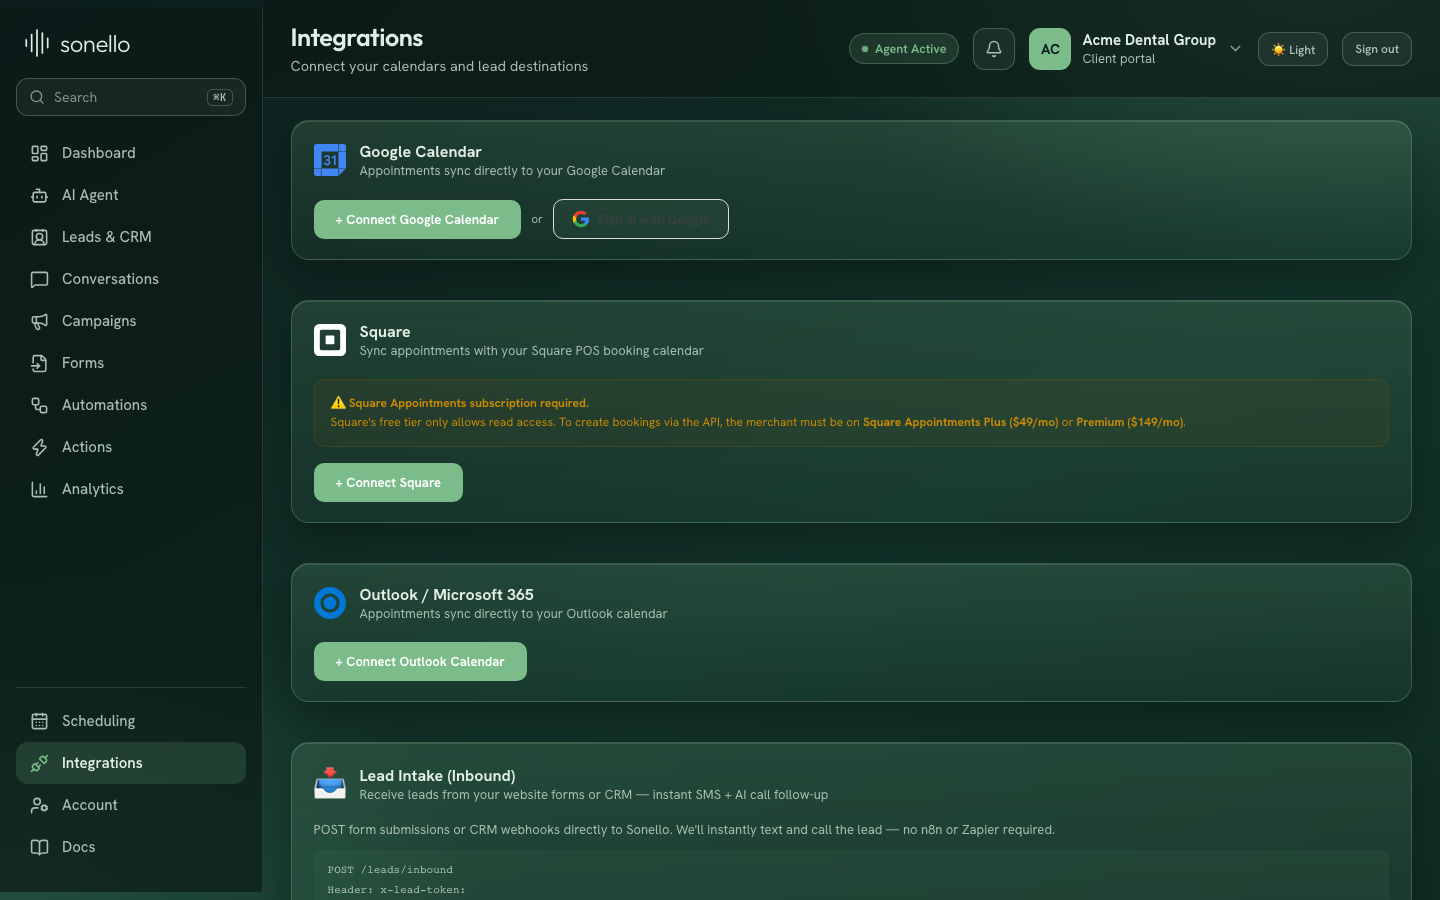 sonello
Search ⌘K
Dashboard
AI Agent
Leads & CRM
Conversations
Campaigns
Forms
Automations
Actions
Analytics
Scheduling
Integrations
Account
Docs
Integrations
Connect your calendars and lead destinations
Agent Active
AC
Acme Dental Group
Client portal
Light
Sign out
31
Google Calendar
Appointments sync directly to your Google Calendar
+ Connect Google Calendar or Sign in with Google
Square
Sync appointments with your Square POS booking calendar
⚠️ Square Appointments subscription required.
Square's free tier only allows read access. To create bookings via the API, the merchant must be on Square Appointments Plus ($49/mo) or Premium ($149/mo).
+ Connect Square
Outlook / Microsoft 365
Appointments sync directly to your Outlook calendar
+ Connect Outlook Calendar
Lead Intake (Inbound)
Receive leads from your website forms or CRM — instant SMS + AI call follow-up
POST form submissions or CRM webhooks directly to Sonello. We'll instantly text and call the lead — no n8n or Zapier required.
POST /leads/inbound
Header: x-lead-token: